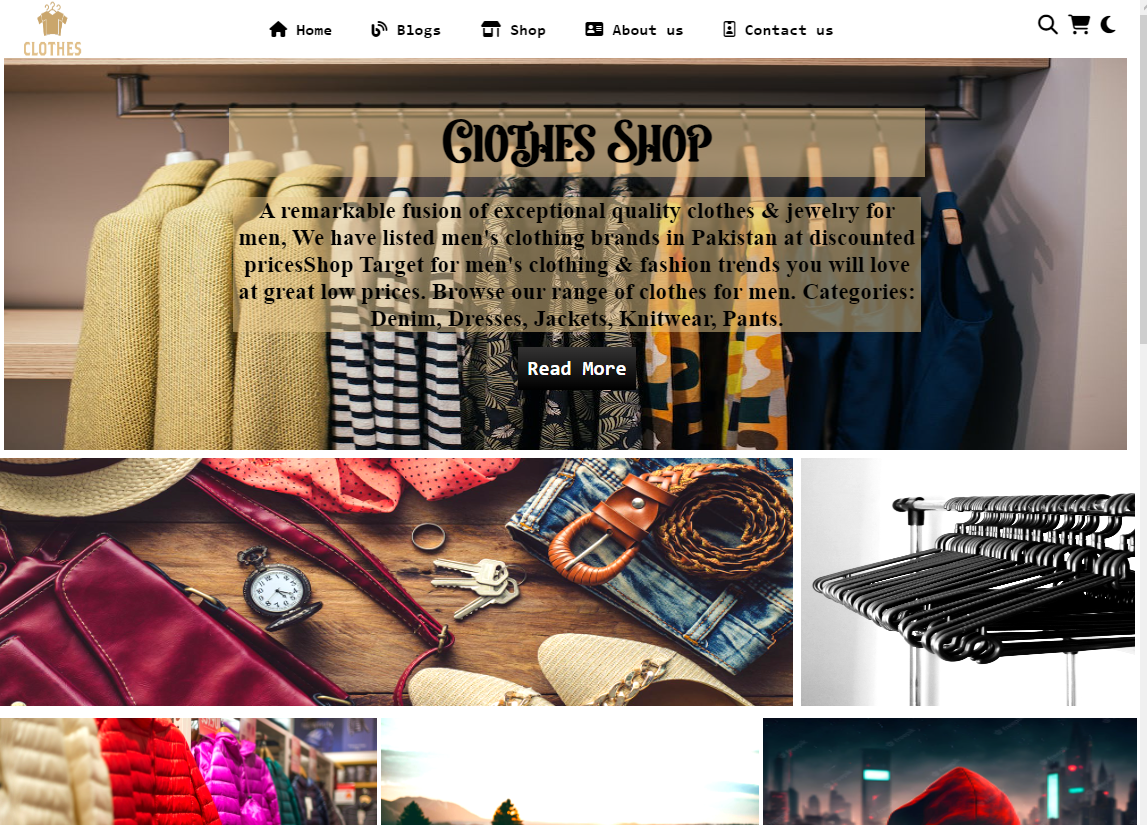 CLOTHES
Home Blogs Shop About us Contact us
Clothes Shop
A remarkable fusion of exceptional quality clothes & jewelry for
men, We have listed men's clothing brands in Pakistan at discounted
pricesShop Target for men's clothing & fashion trends you will love
at great low prices. Browse our range of clothes for men. Categories:
Denim, Dresses, Jackets, Knitwear, Pants.
Read More